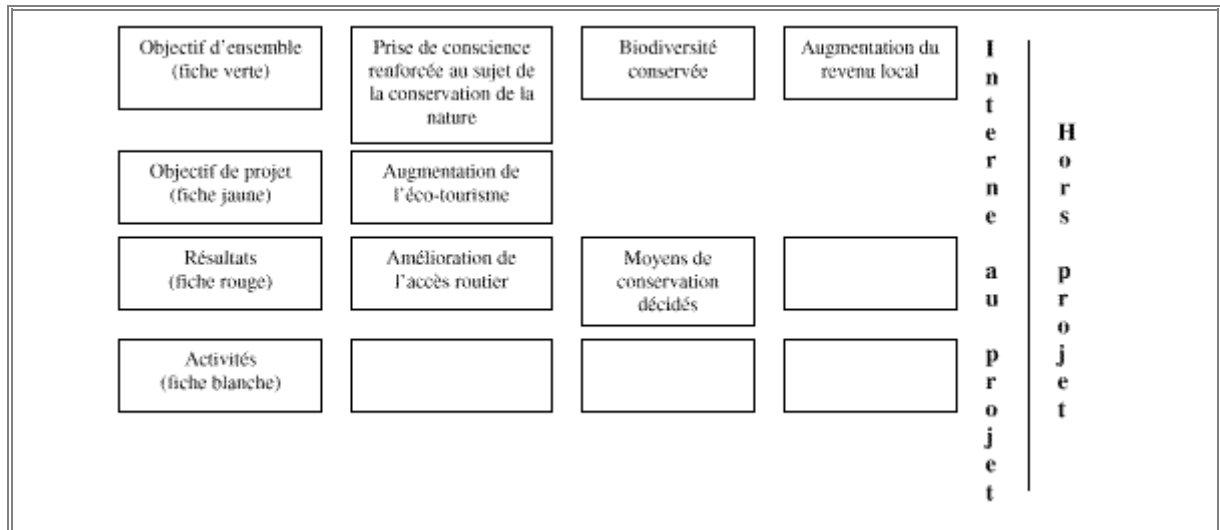 Objectif d'ensemble
(fiche verte)
Prise de conscience
renforcée au sujet de
la conservation de la
nature
Biodiversité
conservée
Augmentation du
revenu local
Objectif de projet
(fiche jaune)
Augmentation de
l'éco-tourisme
Résultats
(fiche rouge)
Amélioration de
l'accès routier
Moyens de
conservation
décidés
Activités
(fiche blanche)
Interne au projet
Hors projet